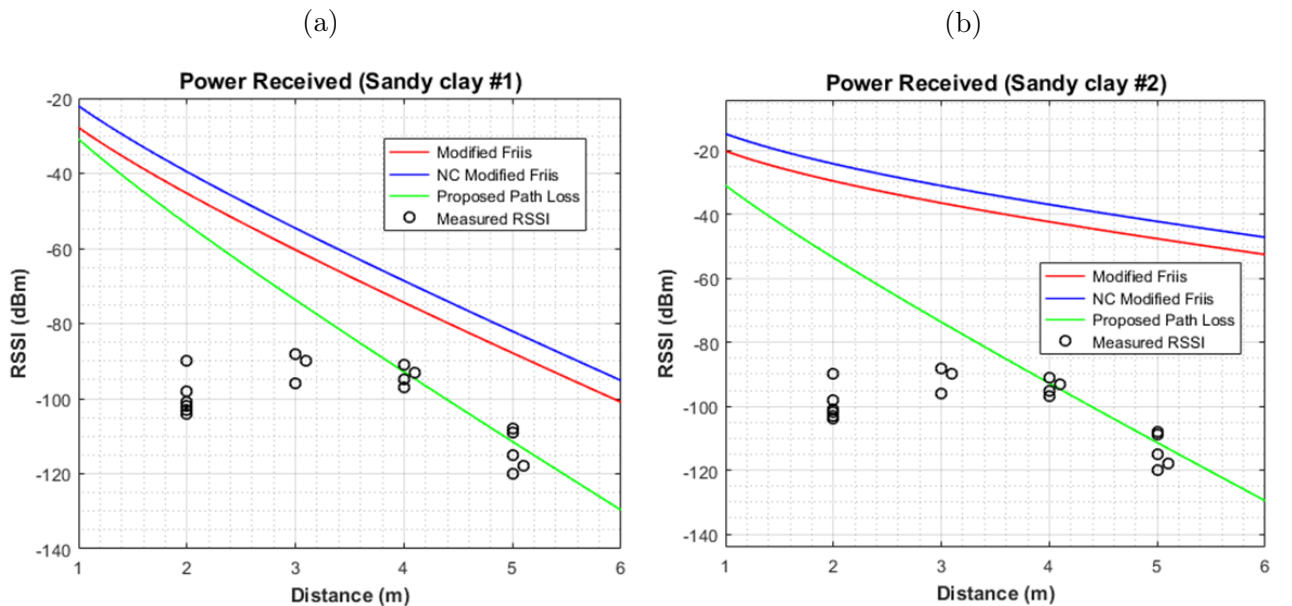 (a)
Power Received (Sandy clay #1)
-20
-40
-60
-80
-100
-120
-140
RSSI (dBm)
Modified Friis
NC Modified Friis
Proposed Path Loss
Measured RSSI
1 2 3 4 5 6
Distance (m)
(b)
Power Received (Sandy clay #2)
-20
-40
-60
-80
-100
-120
-140
RSSI (dBm)
Modified Friis
NC Modified Friis
Proposed Path Loss
Measured RSSI
1 2 3 4 5 6
Distance (m)